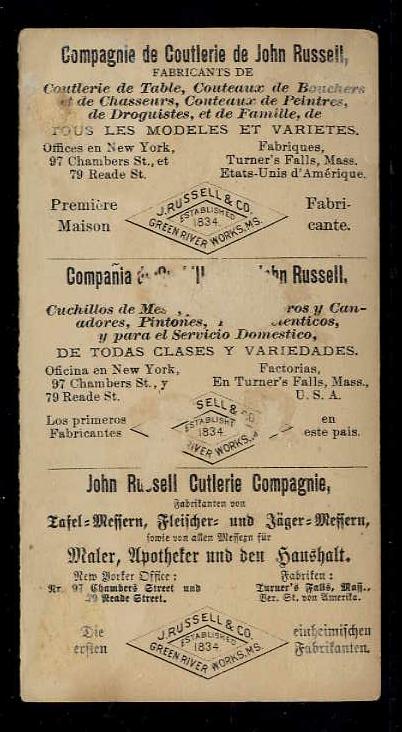 Compagnie de Coutlerie de John Russell,
FABRICANTS DE
Coutlerie de Table, Couteaux de Bouchers
et de Chasseurs, Couteaux de Peintres,
de Droguistes, et de Famille, de
TOUS LES MODELES ET VARIETES.
Offices en New York,
97 Chambers St., et
79 Reade St.
Fabriques,
Turner's Falls, Mass.
Etats-Unis d'Amérique.
Première
Maison
J. RUSSELL & CO.
ESTABLISHED
1834
GREEN RIVER WORKS, MS.
Fabri-
cante.
Compañia John Russell,
Cuchillos de y Can-
adores, Pintores,
y para el Servicio Domestico,
DE TODAS CLASES Y VARIEDADES.
Oficina en New York,
97 Chambers St., y
79 Reade St.
Factorias,
En Turner's Falls, Mass.,
U. S. A.
Los primeros
Fabricantes
SELL & CO
ESTABLISH
1834
RIVER WORKS,
en
este pais.
John Russell Cutlerie Compagnie,
Fabrikanten von
Tafel-Messern, Fleischer- und Jäger-Messern,
sowie von allen Messern für
Maler, Apotheker und den Haushalt.
New Yorker Office:
Nr. 97 Chambers Street und
79 Reade Street.
Fabriken:
Turner's Falls, Mass.,
Ver. St. von Amerika.
Die
ersten
J. RUSSELL & CO.
ESTABLISHED
1834
GREEN RIVER WORKS, MS.
einheimischen
Fabrikanten.